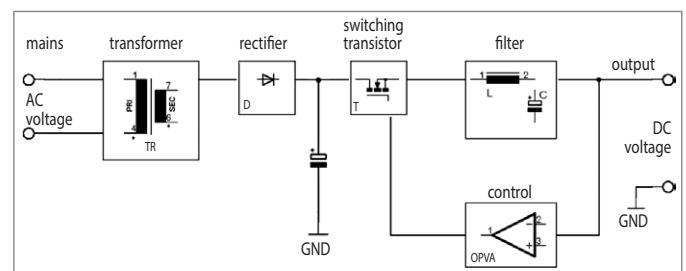 mains
transformer
rectifier
switching
transistor
filter
output
AC
voltage
1
4
PRI
SEC
7
6
TR
D
T
1
2
L
C
DC
voltage
GND
GND
control
1
2
3
OPVA